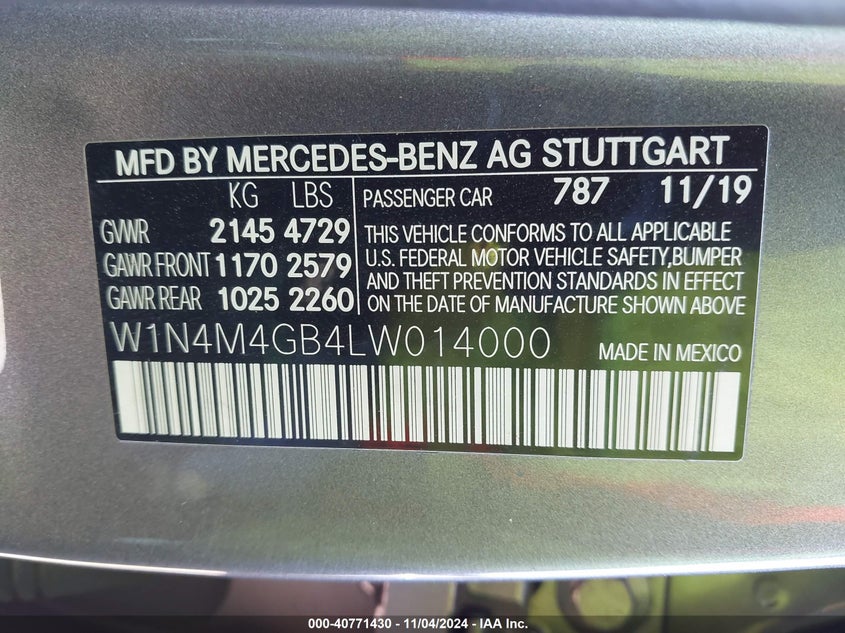 MFD BY MERCEDES-BENZ AG STUTTGART
KG LBS
GVWR 2145 4729
GAWR FRONT 1170 2579
GAWR REAR 1025 2260
PASSENGER CAR 787 11/19
THIS VEHICLE CONFORMS TO ALL APPLICABLE
U.S. FEDERAL MOTOR VEHICLE SAFETY,BUMPER
AND THEFT PREVENTION STANDARDS IN EFFECT
ON THE DATE OF MANUFACTURE SHOWN ABOVE
W1N4M4GB4LW014000 MADE IN MEXICO
000-40771430 - 11/04/2024 - IAA Inc.